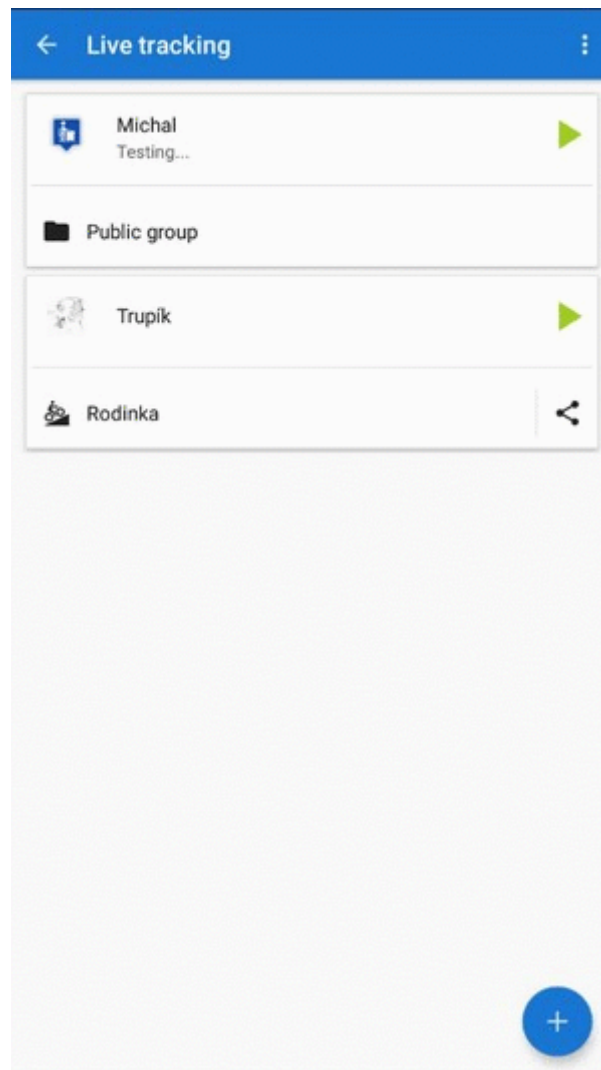 Live tracking
Michal
Testing...
Public group
Trupík
Rodinka